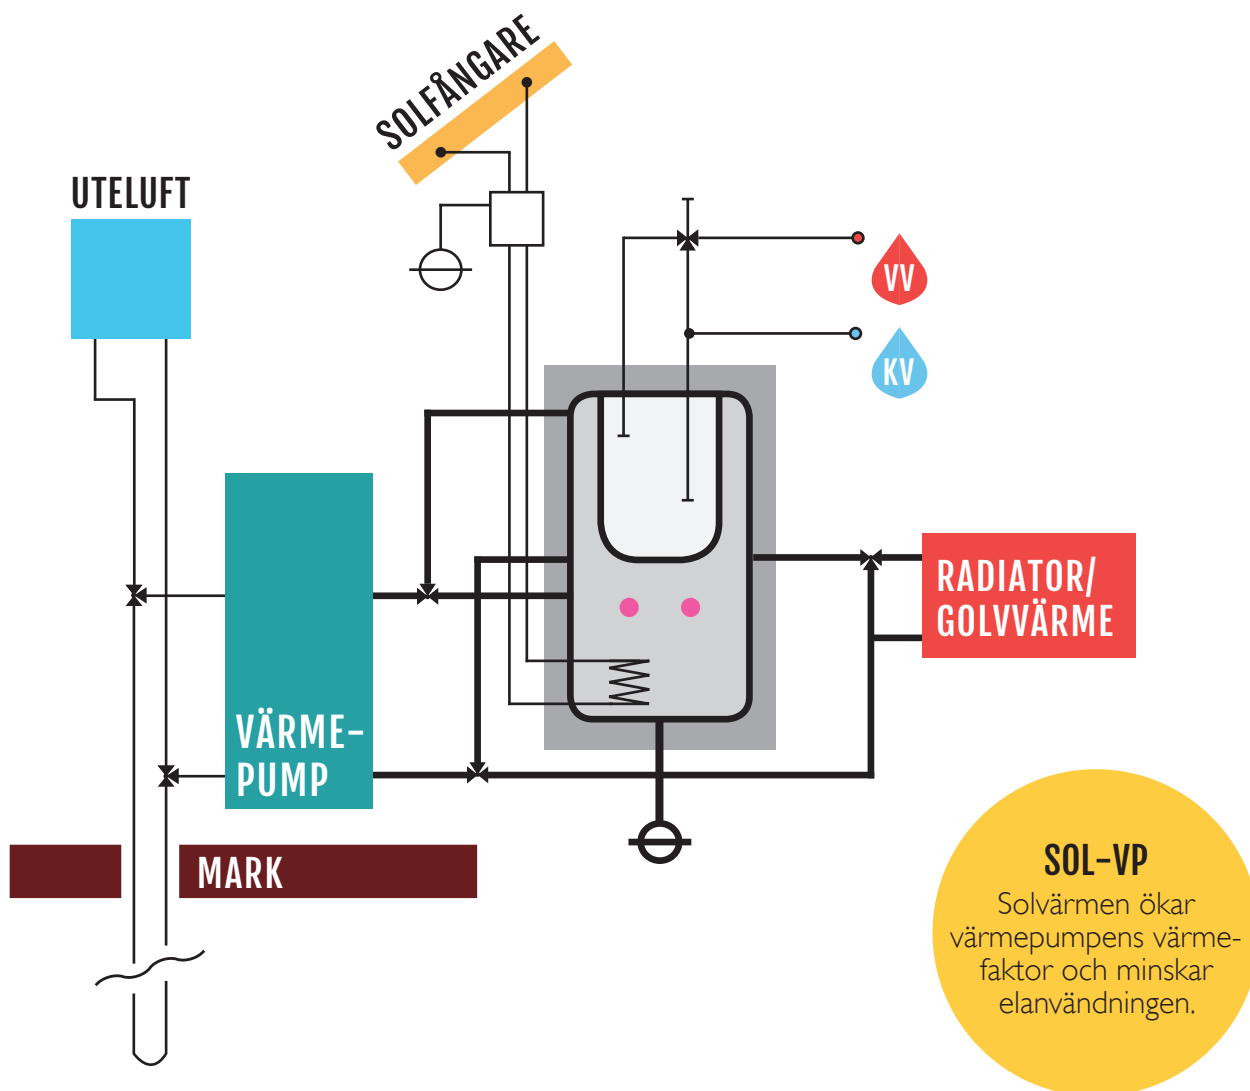 SOLFÅNGARE
UTELUFT
VV
KV
RADIATOR/
GOLVVÄRME
VÄRME-
PUMP
MARK
SOL-VP
Solvärmen ökar
värmepumpens värme-
faktor och minskar
elanvändningen.